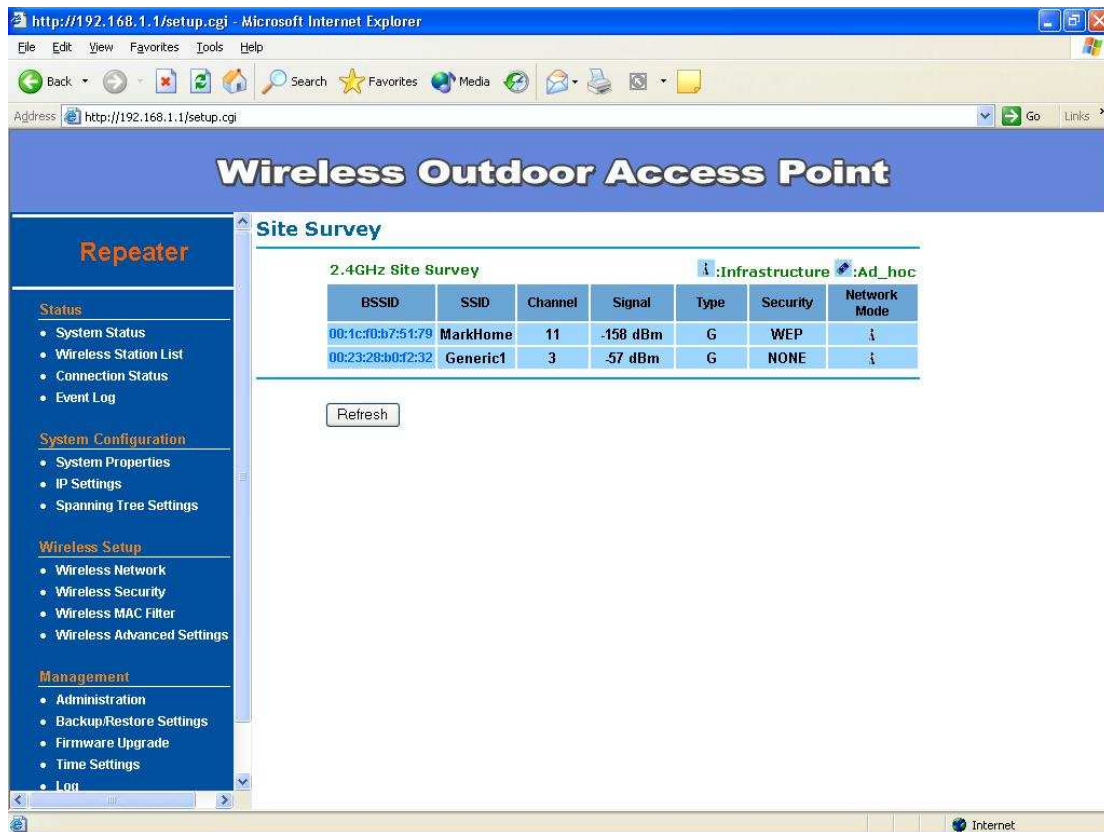 http://192.168.1.1/setup.cgi - Microsoft Internet Explorer
File Edit View Favorites Tools Help
Back Search Favorites Media
Address http://192.168.1.1/setup.cgi Go Links
Wireless Outdoor Access Point
Repeater
Status
System Status
Wireless Station List
Connection Status
Event Log
System Configuration
System Properties
IP Settings
Spanning Tree Settings
Wireless Setup
Wireless Network
Wireless Security
Wireless MAC Filter
Wireless Advanced Settings
Management
Administration
Backup/Restore Settings
Firmware Upgrade
Time Settings
Log
Site Survey
2.4GHz Site Survey :Infrastructure :Ad_hoc
BSSID SSID Channel Signal Type Security Network Mode
00:1c:f0:b7:51:79 MarkHome 11 -158 dBm G WEP
00:23:28:b0:f2:32 Generic1 3 -57 dBm G NONE
Refresh
Internet